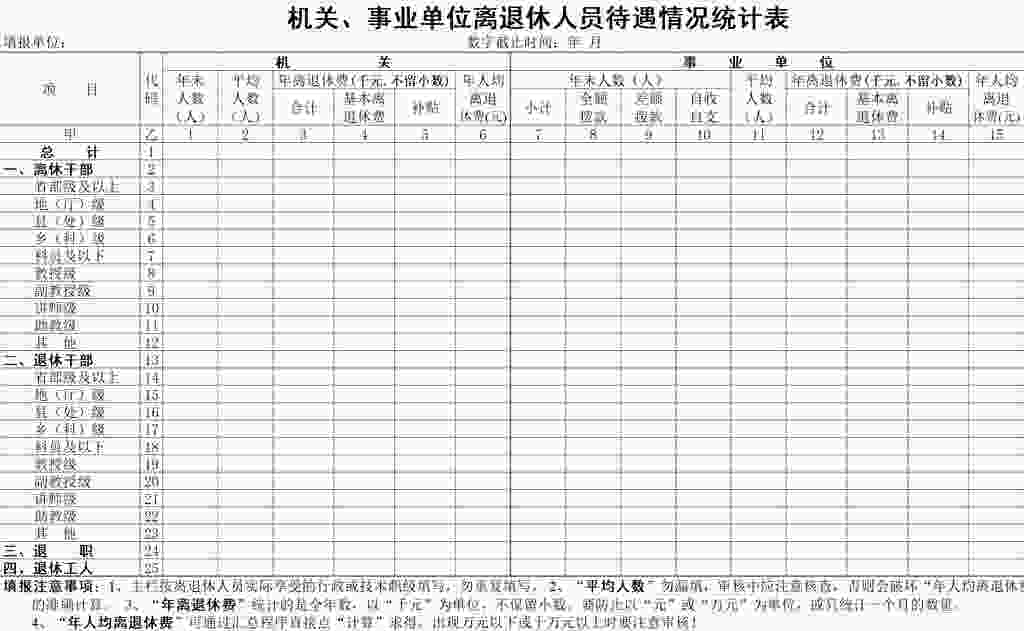 机关、事业单位离退休人员待遇情况统计表
填报单位： 数字截止时间：年 月
项 目 代码 机 关 事 业 单 位
年末人数（人） 平均人数（人） 年离退休费(千元,不留小数) 年人均离退休费(元) 年末人数（人） 平均人数（人） 年离退休费(千元,不留小数) 年人均离退休费(元)
合计 基本离退休费 补贴 小计 全额拨款 差额拨款 自收自支 合计 基本离退休费 补贴
甲 乙 1 2 3 4 5 6 7 8 9 10 11 12 13 14 15
总 计 1
一、离休干部 2
省部级及以上 3
地（厅）级 4
县（处）级 5
乡（科）级 6
科员及以下 7
教授级 8
副教授级 9
讲师级 10
助教级 11
其 他 12
二、退休干部 13
省部级及以上 14
地（厅）级 15
县（处）级 16
乡（科）级 17
科员及以下 18
教授级 19
副教授级 20
讲师级 21
助教级 22
其 他 23
三、退 职 24
四、退休工人 25
填报注意事项：1、主栏按离退休人员实际享受的行政或技术职级填写，勿重复填写。2、“平均人数”勿漏填，审核中应注意核查，否则会破坏“年人均离退休费
的准确计算。3、“年离退休费”统计的是全年数，以“千元”为单位，不保留小数。要防止以“元”或“万元”为单位，或只统计一个月的数值。
4、“年人均离退休费”可通过汇总程序直接点“计算”求得，出现万元以下或十万元以上时要注意审核！